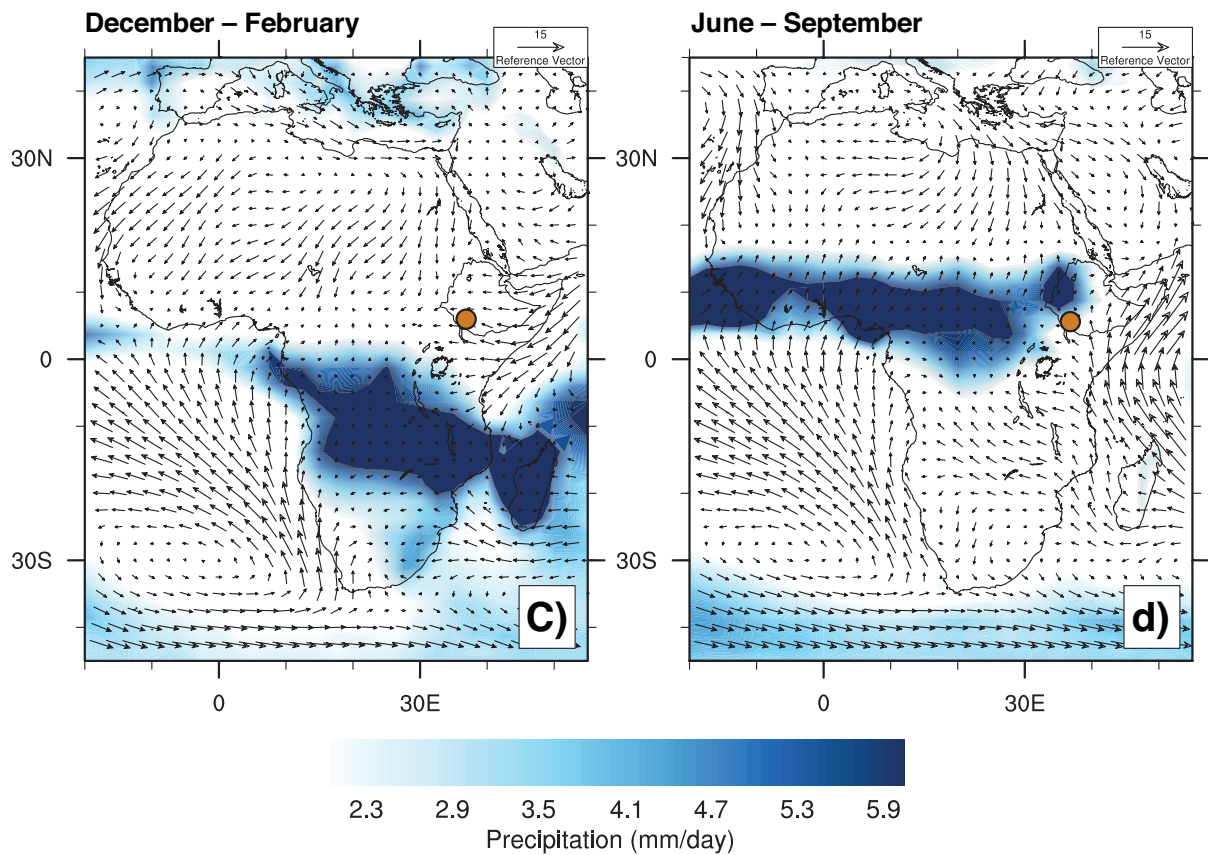 December – February
June – September
15
Reference Vector
15
Reference Vector
30N
0
30S
C)
0
30E
30N
0
30S
d)
0
30E
2.3 2.9 3.5 4.1 4.7 5.3 5.9
Precipitation (mm/day)